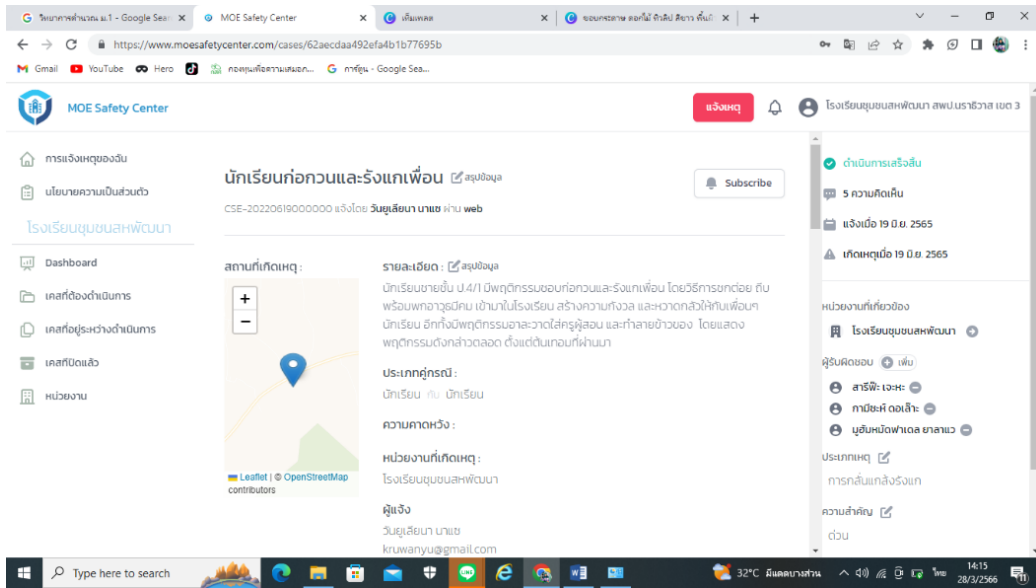 วิทยาการคำนวณ ม.1 - Google Sear
MOE Safety Center
เท็มเพลต
ขอบกระดาษ ดอกไม้ ทิวลิป สีขาว พื้น
https://www.moesafetycenter.com/cases/62aecdaa492efa4b1b77695b
Gmail YouTube Hero กองทุนเพื่อความเสมอภ... การ์ตูน - Google Sea...
MOE Safety Center
แจ้งเหตุ
โรงเรียนชุมชนสหพัฒนา สพป.นราธิวาส เขต 3
การแจ้งเหตุของฉัน
นโยบายความเป็นส่วนตัว
โรงเรียนชุมชนสหพัฒนา
Dashboard
เคสที่ต้องดำเนินการ
เคสที่อยู่ระหว่างดำเนินการ
เคสที่ปิดแล้ว
หน่วยงาน
นักเรียนก่อกวนและรังแกเพื่อน สรุปข้อมูล
Subscribe
CSE-20220619000000 แจ้งโดย วันยูเลียนา นาแซ ผ่าน web
สถานที่เกิดเหตุ :
+
−
Leaflet | © OpenStreetMap
contributors
รายละเอียด : สรุปข้อมูล
นักเรียนชายชั้น ป.4/1 มีพฤติกรรมชอบก่อกวนและรังแกเพื่อน โดยวิธีการชกต่อย ถีบ
พร้อมพกอาวุธมีคม เข้ามาในโรงเรียน สร้างความกังวล และหวาดกลัวให้กับเพื่อนๆ
นักเรียน อีกทั้งมีพฤติกรรมอาละวาดใส่ครูผู้สอน และทำลายข้าวของ โดยแสดง
พฤติกรรมดังกล่าวตลอด ตั้งแต่ต้นเทอมที่ผ่านมา
ประเภทคู่กรณี :
นักเรียน กับ นักเรียน
ความคาดหวัง :
หน่วยงานที่เกิดเหตุ :
โรงเรียนชุมชนสหพัฒนา
ผู้แจ้ง
วันยูเลียนา นาแซ
kruwanyu@gmail.com
ดำเนินการเสร็จสิ้น
5 ความคิดเห็น
แจ้งเมื่อ 19 มิ.ย. 2565
เกิดเหตุเมื่อ 19 มิ.ย. 2565
หน่วยงานที่เกี่ยวข้อง
โรงเรียนชุมชนสหพัฒนา
ผู้รับผิดชอบ เพิ่ม
สารีฟ๊ะ เจะหะ
กามีซะห์ ดอเล๊าะ
มูฮัมหมัดฟาเดล ยาลาแว
ประเภทเหตุ
การกลั่นแกล้งรังแก
ความสำคัญ
ด่วน
Type here to search
32°C มีแดดบางส่วน
ไทย
14:15
28/3/2566